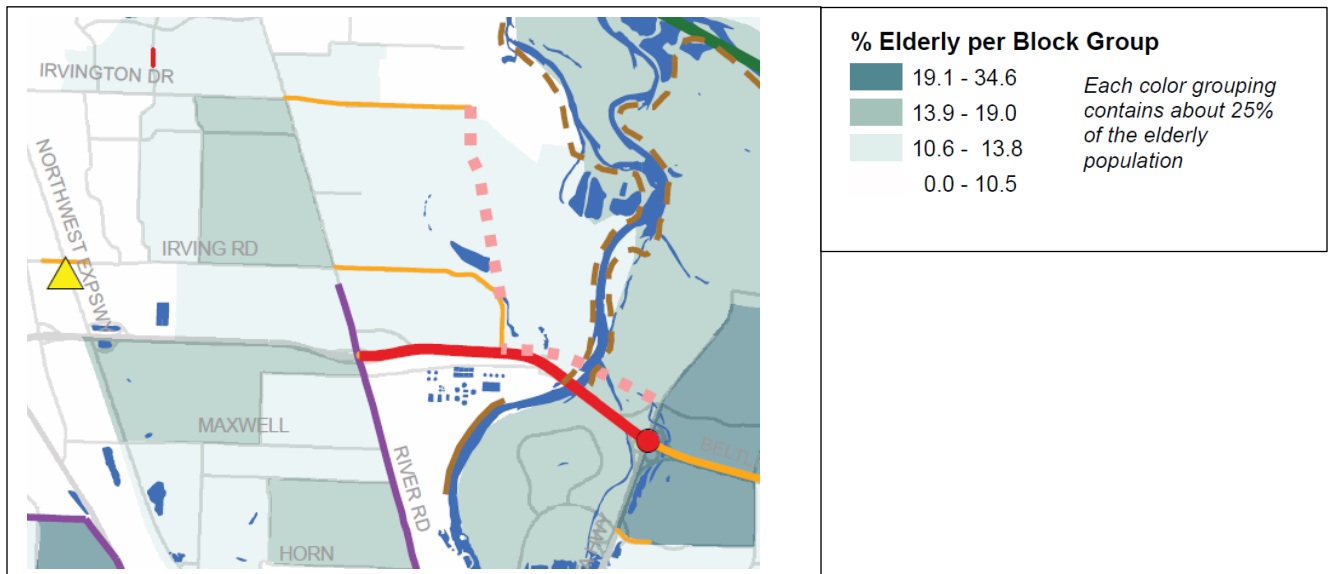 IRVINGTON DR
NORTHWEST EXPSWY
IRVING RD
MAXWELL
RIVER RD
HORN
% Elderly per Block Group
19.1 - 34.6
13.9 - 19.0
10.6 - 13.8
0.0 - 10.5
Each color grouping
contains about 25%
of the elderly
population